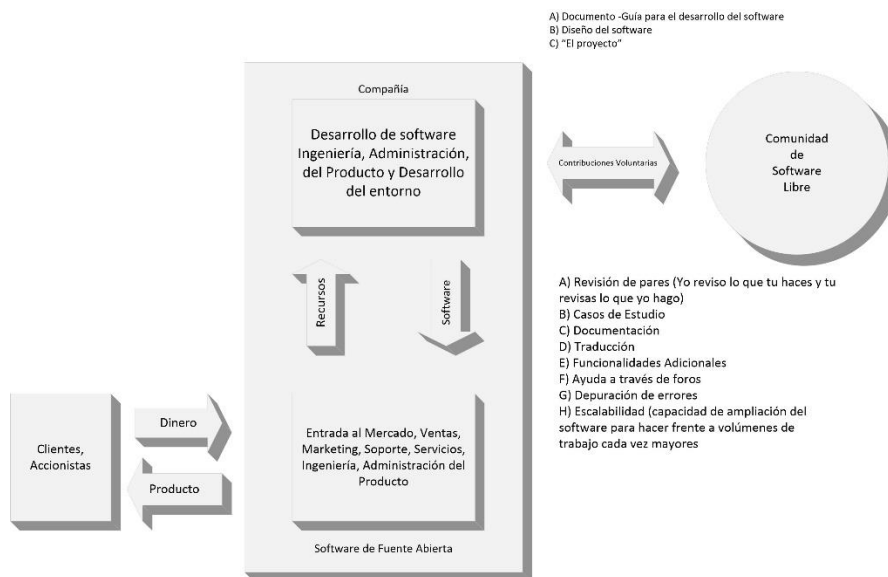 A) Documento -Guía para el desarrollo del software
B) Diseño del software
C) “El proyecto”
Compañía
Desarrollo de software
Ingeniería, Administración,
del Producto y Desarrollo
del entorno
Contribuciones Voluntarias
Comunidad
de
Software
Libre
Recursos
Software
A) Revisión de pares (Yo reviso lo que tu haces y tu
revisas lo que yo hago)
B) Casos de Estudio
C) Documentación
D) Traducción
E) Funcionalidades Adicionales
F) Ayuda a través de foros
G) Depuración de errores
H) Escalabilidad (capacidad de ampliación del
software para hacer frente a volúmenes de
trabajo cada vez mayores
Clientes,
Accionistas
Dinero
Producto
Entrada al Mercado, Ventas,
Marketing, Soporte, Servicios,
Ingeniería, Administración del
Producto
Software de Fuente Abierta